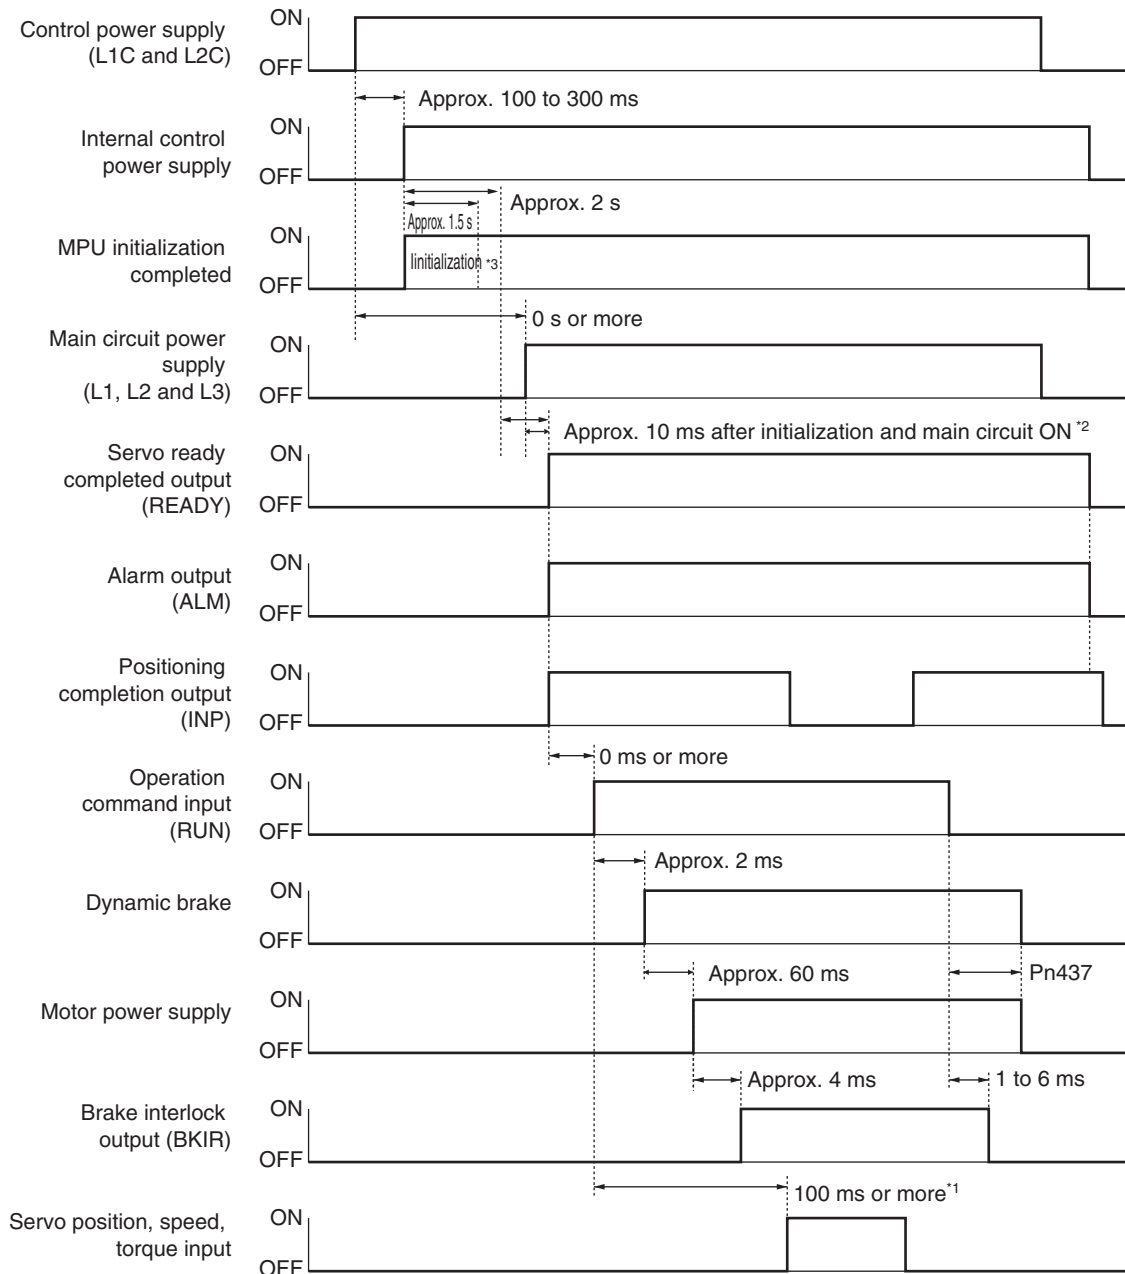 Control power supply
(L1C and L2C)
ON
OFF
Approx. 100 to 300 ms
Internal control
power supply
ON
OFF
Approx. 2 s
Approx. 1.5 s
MPU initialization
completed
ON
OFF
Iinitialization *3
0 s or more
Main circuit power
supply
(L1, L2 and L3)
ON
OFF
Approx. 10 ms after initialization and main circuit ON *2
Servo ready
completed output
(READY)
ON
OFF
Alarm output
(ALM)
ON
OFF
Positioning
completion output
(INP)
ON
OFF
0 ms or more
Operation
command input
(RUN)
ON
OFF
Approx. 2 ms
Dynamic brake
ON
OFF
Approx. 60 ms
Pn437
Motor power supply
ON
OFF
Approx. 4 ms
1 to 6 ms
Brake interlock
output (BKIR)
ON
OFF
100 ms or more*1
Servo position, speed,
torque input
ON
OFF